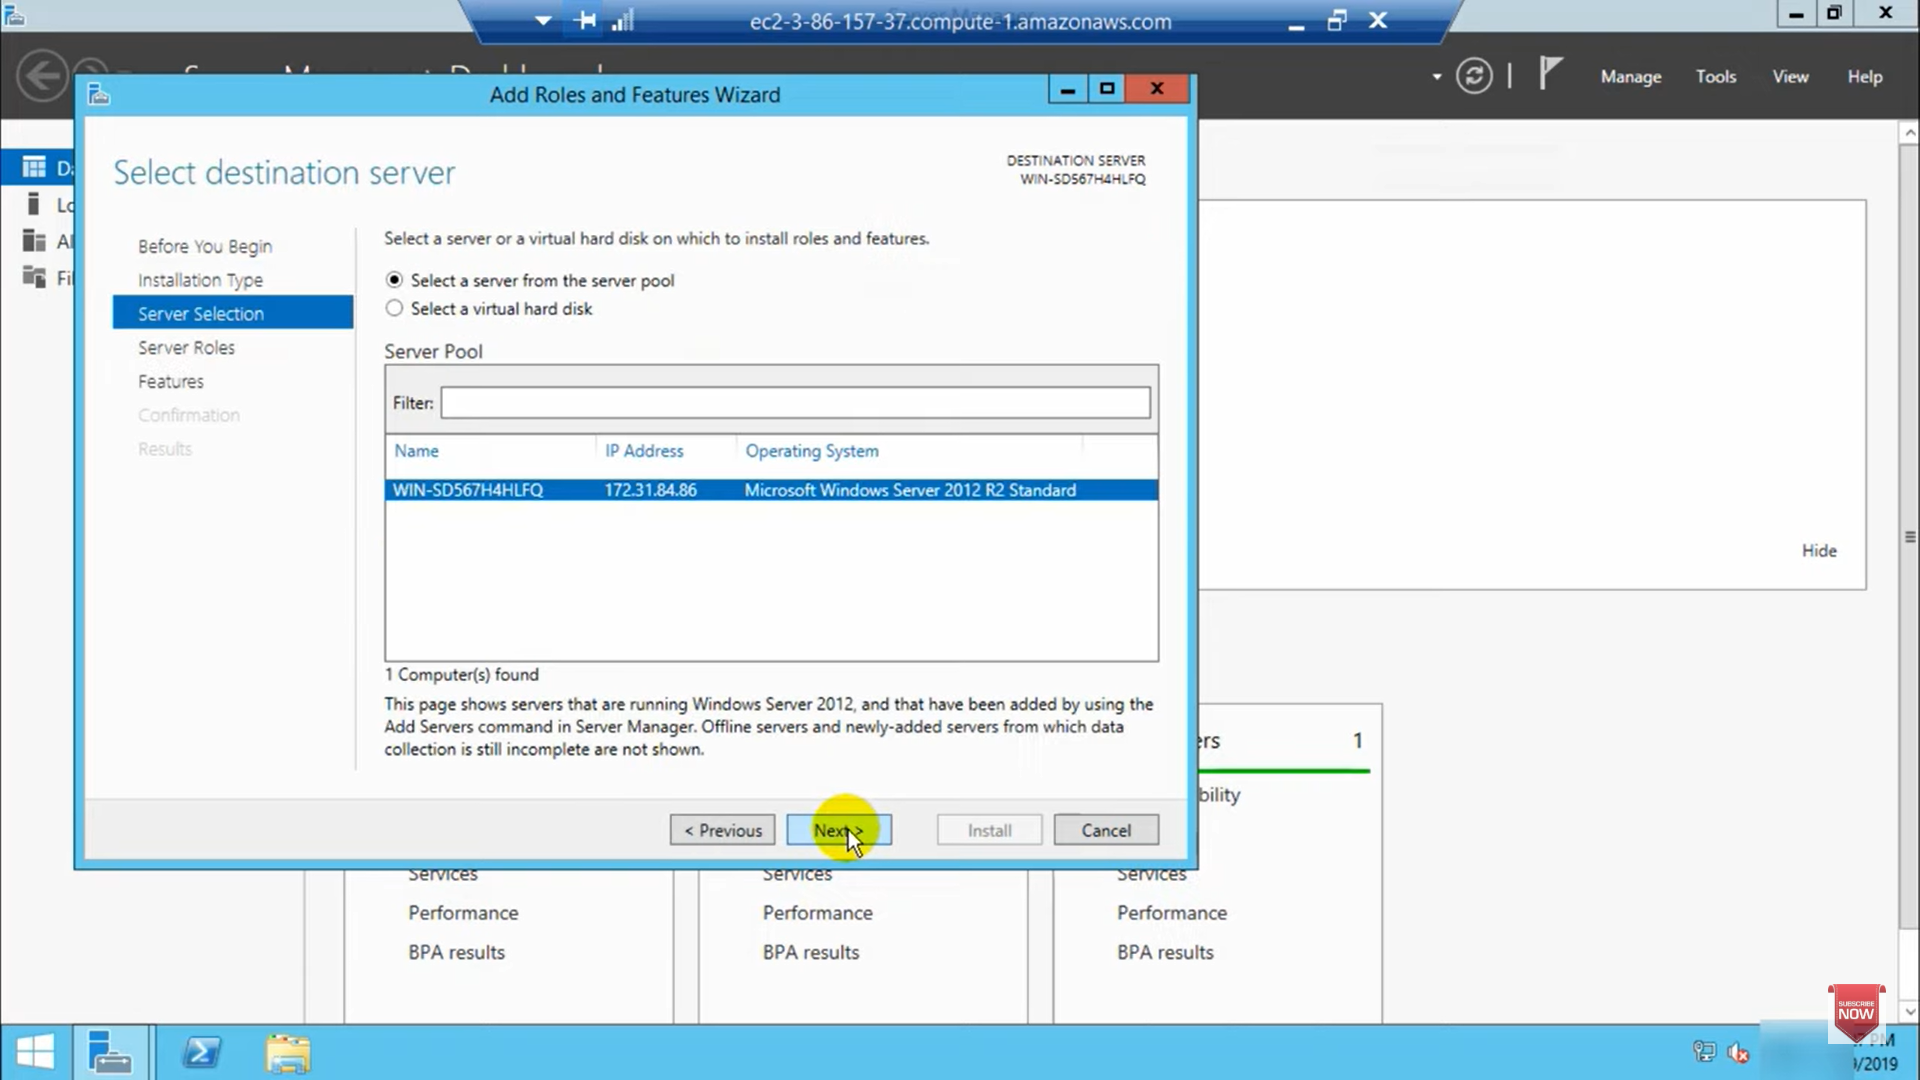 ec2-3-86-157-37.compute-1.amazonaws.com
Manage
Tools
View
Help
Add Roles and Features Wizard
Select destination server
DESTINATION SERVER
WIN-SD567H4HLFQ
Before You Begin
Installation Type
Server Selection
Server Roles
Features
Confirmation
Results
Select a server or a virtual hard disk on which to install roles and features.
Select a server from the server pool
Select a virtual hard disk
Server Pool
Filter:
Name IP Address Operating System
WIN-SD567H4HLFQ 172.31.84.86 Microsoft Windows Server 2012 R2 Standard
1 Computer(s) found
This page shows servers that are running Windows Server 2012, and that have been added by using the
Add Servers command in Server Manager. Offline servers and newly-added servers from which data
collection is still incomplete are not shown.
< Previous
Next >
Install
Cancel
Hide
1
Services
Performance
BPA results
Services
Performance
BPA results
Services
Performance
BPA results
SUBSCRIBE
NOW
PM
/2019